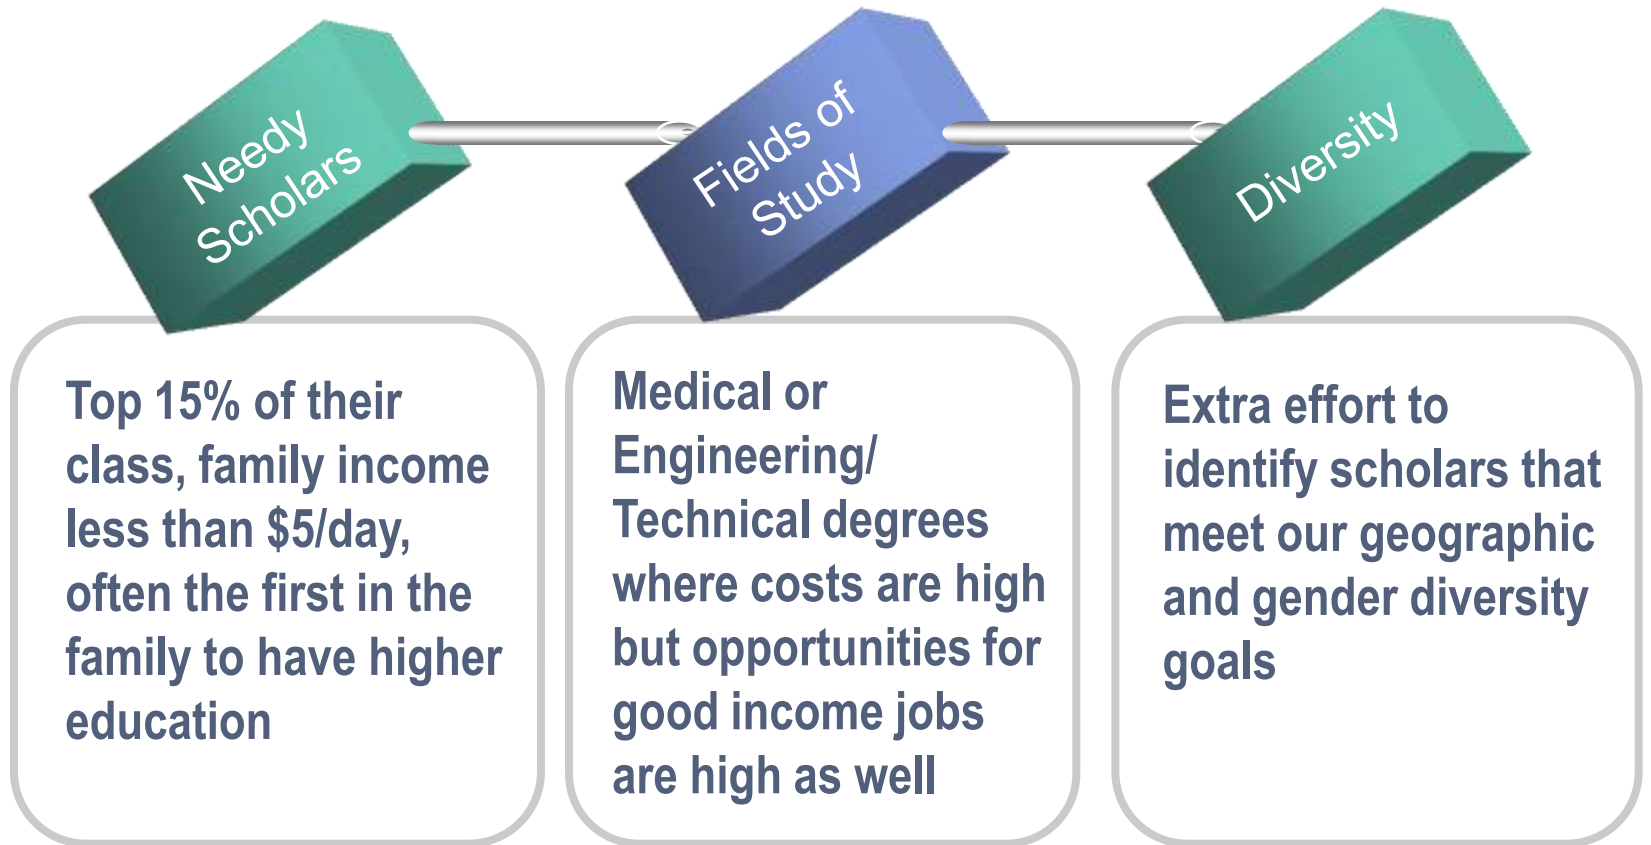 Needy
Scholars
Fields of
Study
Diversity
Top 15% of their
class, family income
less than $5/day,
often the first in the
family to have higher
education
Medical or
Engineering/
Technical degrees
where costs are high
but opportunities for
good income jobs
are high as well
Extra effort to
identify scholars that
meet our geographic
and gender diversity
goals